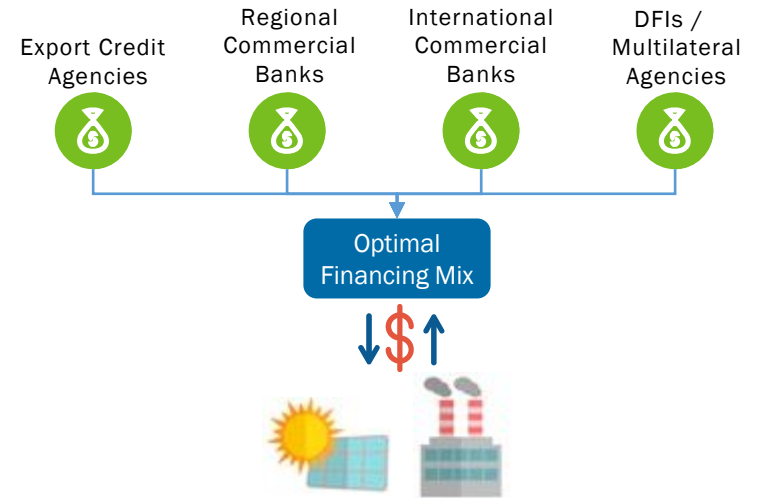 Export Credit
Agencies
Regional
Commercial
Banks
International
Commercial
Banks
DFIs /
Multilateral
Agencies
$
$
$
$
Optimal
Financing Mix
$